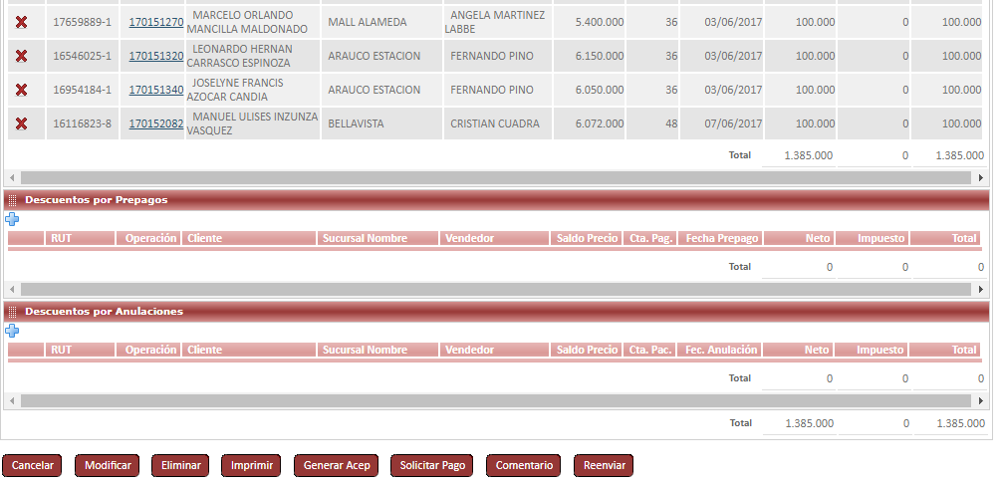 17659889-1 170151270 MARCELO ORLANDO MANCILLA MALDONADO MALL ALAMEDA ANGELA MARTINEZ LABBE 5.400.000 36 03/06/2017 100.000 0 100.000
16546025-1 170151320 LEONARDO HERNAN CARRASCO ESPINOZA ARAUCO ESTACION FERNANDO PINO 6.150.000 36 03/06/2017 100.000 0 100.000
16954184-1 170151340 JOSELYNE FRANCIS AZOCAR CANDIA ARAUCO ESTACION FERNANDO PINO 6.050.000 36 03/06/2017 100.000 0 100.000
16116823-8 170152082 MANUEL ULISES INZUNZA VASQUEZ BELLAVISTA CRISTIAN CUADRA 6.072.000 48 07/06/2017 100.000 0 100.000
Total 1.385.000 0 1.385.000
Descuentos por Prepagos
RUT Operación Cliente Sucursal Nombre Vendedor Saldo Precio Cta. Pag. Fecha Prepago Neto Impuesto Total
Total 0 0 0
Descuentos por Anulaciones
RUT Operación Cliente Sucursal Nombre Vendedor Saldo Precio Cta. Pac. Fec. Anulación Neto Impuesto Total
Total 0 0 0
Total 1.385.000 0 1.385.000
Cancelar Modificar Eliminar Imprimir Generar Acep Solicitar Pago Comentario Reenviar